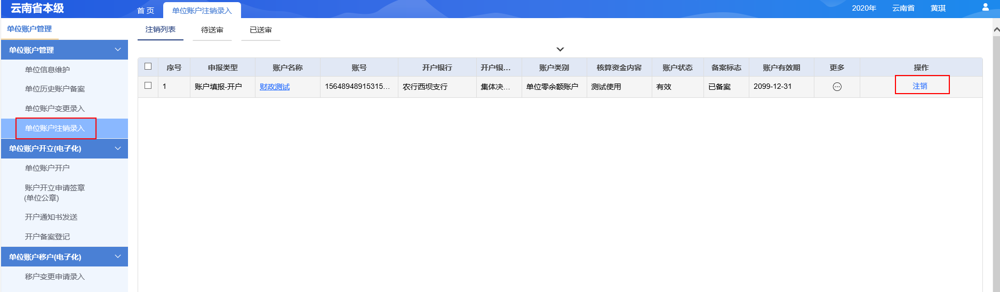 云南省本级
首 页
单位账户注销录入
2020年
云南省
黄琪
单位账户管理
注销列表
待送审
已送审
单位账户管理
单位信息维护
单位历史账户备案
单位账户变更录入
单位账户注销录入
单位账户开立(电子化)
单位账户开户
账户开立申请签章
(单位公章)
开户通知书发送
开户备案登记
单位账户移户(电子化)
移户变更申请录入
序号 申报类型 账户名称 账号 开户银行 开户银... 账户类别 核算资金内容 账户状态 备案标志 账户有效期 更多 操作
1 账户填报-开户 财政测试 15648948915315... 农行西坝支行 集体决... 单位零余额账户 测试使用 有效 已备案 2099-12-31 注销